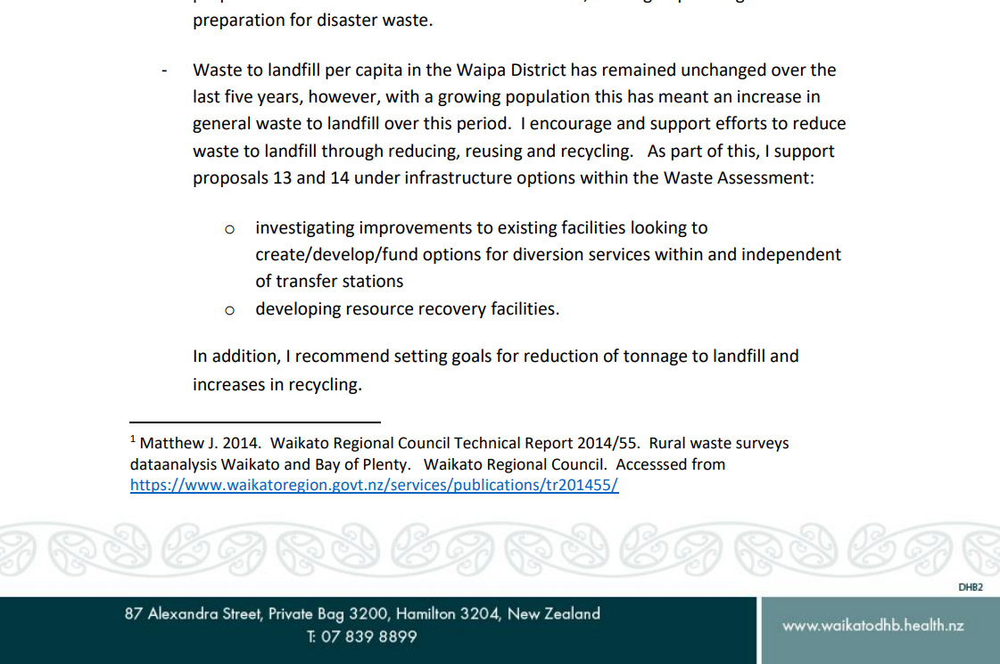 preparation for disaster waste.
- Waste to landfill per capita in the Waipa District has remained unchanged over the
last five years, however, with a growing population this has meant an increase in
general waste to landfill over this period.  I encourage and support efforts to reduce
waste to landfill through reducing, reusing and recycling.   As part of this, I support
proposals 13 and 14 under infrastructure options within the Waste Assessment:
o investigating improvements to existing facilities looking to
create/develop/fund options for diversion services within and independent
of transfer stations
o developing resource recovery facilities.
In addition, I recommend setting goals for reduction of tonnage to landfill and
increases in recycling.
1 Matthew J. 2014.  Waikato Regional Council Technical Report 2014/55.  Rural waste surveys
dataanalysis Waikato and Bay of Plenty.   Waikato Regional Council.  Accesssed from
https://www.waikatoregion.govt.nz/services/publications/tr201455/
DHB2
87 Alexandra Street, Private Bag 3200, Hamilton 3204, New Zealand
T: 07 839 8899
www.waikatodhb.health.nz